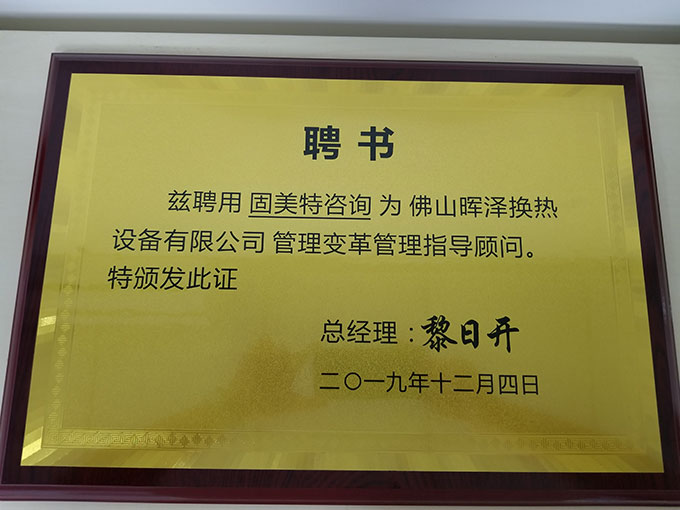 聘书
兹聘用 固美特咨询 为 佛山晖泽换热
设备有限公司 管理变革管理指导顾问。
特颁发此证
总经理：黎日开
二〇一九年十二月四日